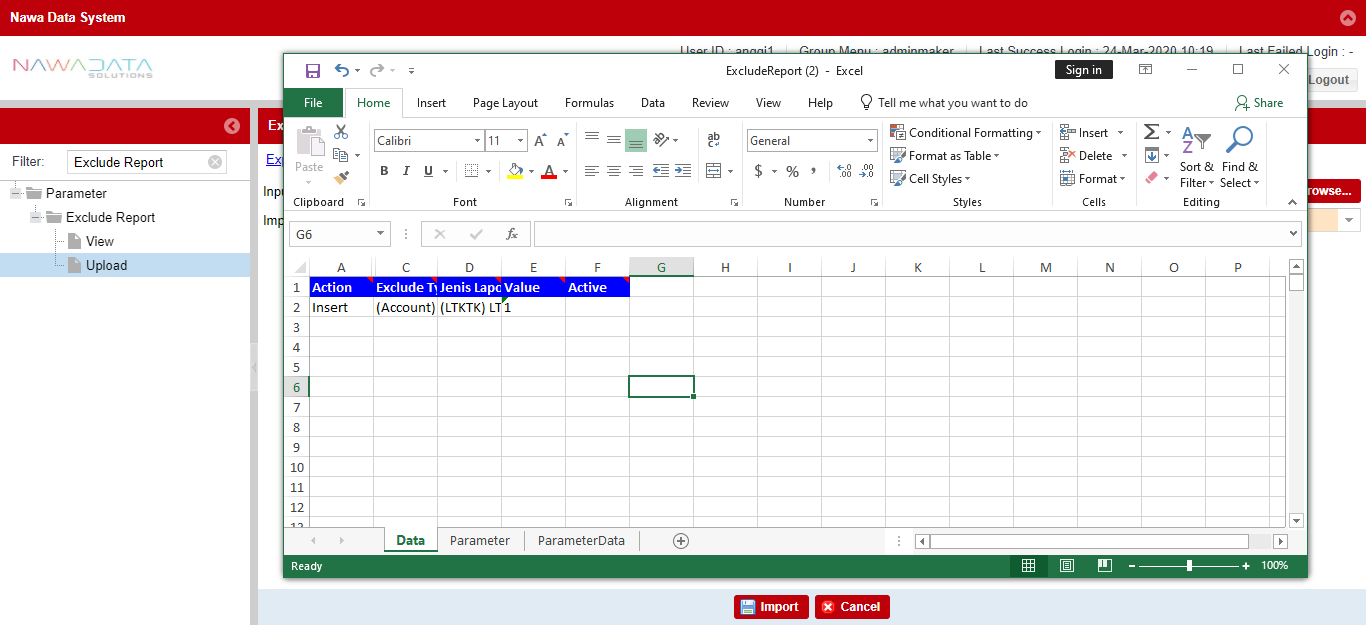 Nawa Data System
NAWADATA
SOLUTIONS
User ID : anggi1 Group Menu : adminmaker Last Success Login : 24-Mar-2020 10:19 Last Failed Login : -
Logout
ExcludeReport (2) - Excel
Sign in
File Home Insert Page Layout Formulas Data Review View Help Tell me what you want to do Share
Paste
Calibri 11
General
Conditional Formatting
Format as Table
Cell Styles
Insert
Delete
Format
Sort & Filter
Find & Select
B I U
$ % ,
Clipboard Font Alignment Number Styles Cells Editing
G6
fx
A C D E F G H I J K L M N O P
1 Action Exclude Ty Jenis Lapo Value Active
2 Insert (Account) (LTKTK) LT 1
3
4
5
6
7
8
9
10
11
12
13
Data Parameter ParameterData
Ready
100%
Filter: Exclude Report
Parameter
Exclude Report
View
Upload
Ex
Exp
Inpu
Imp
rowse...
Import Cancel